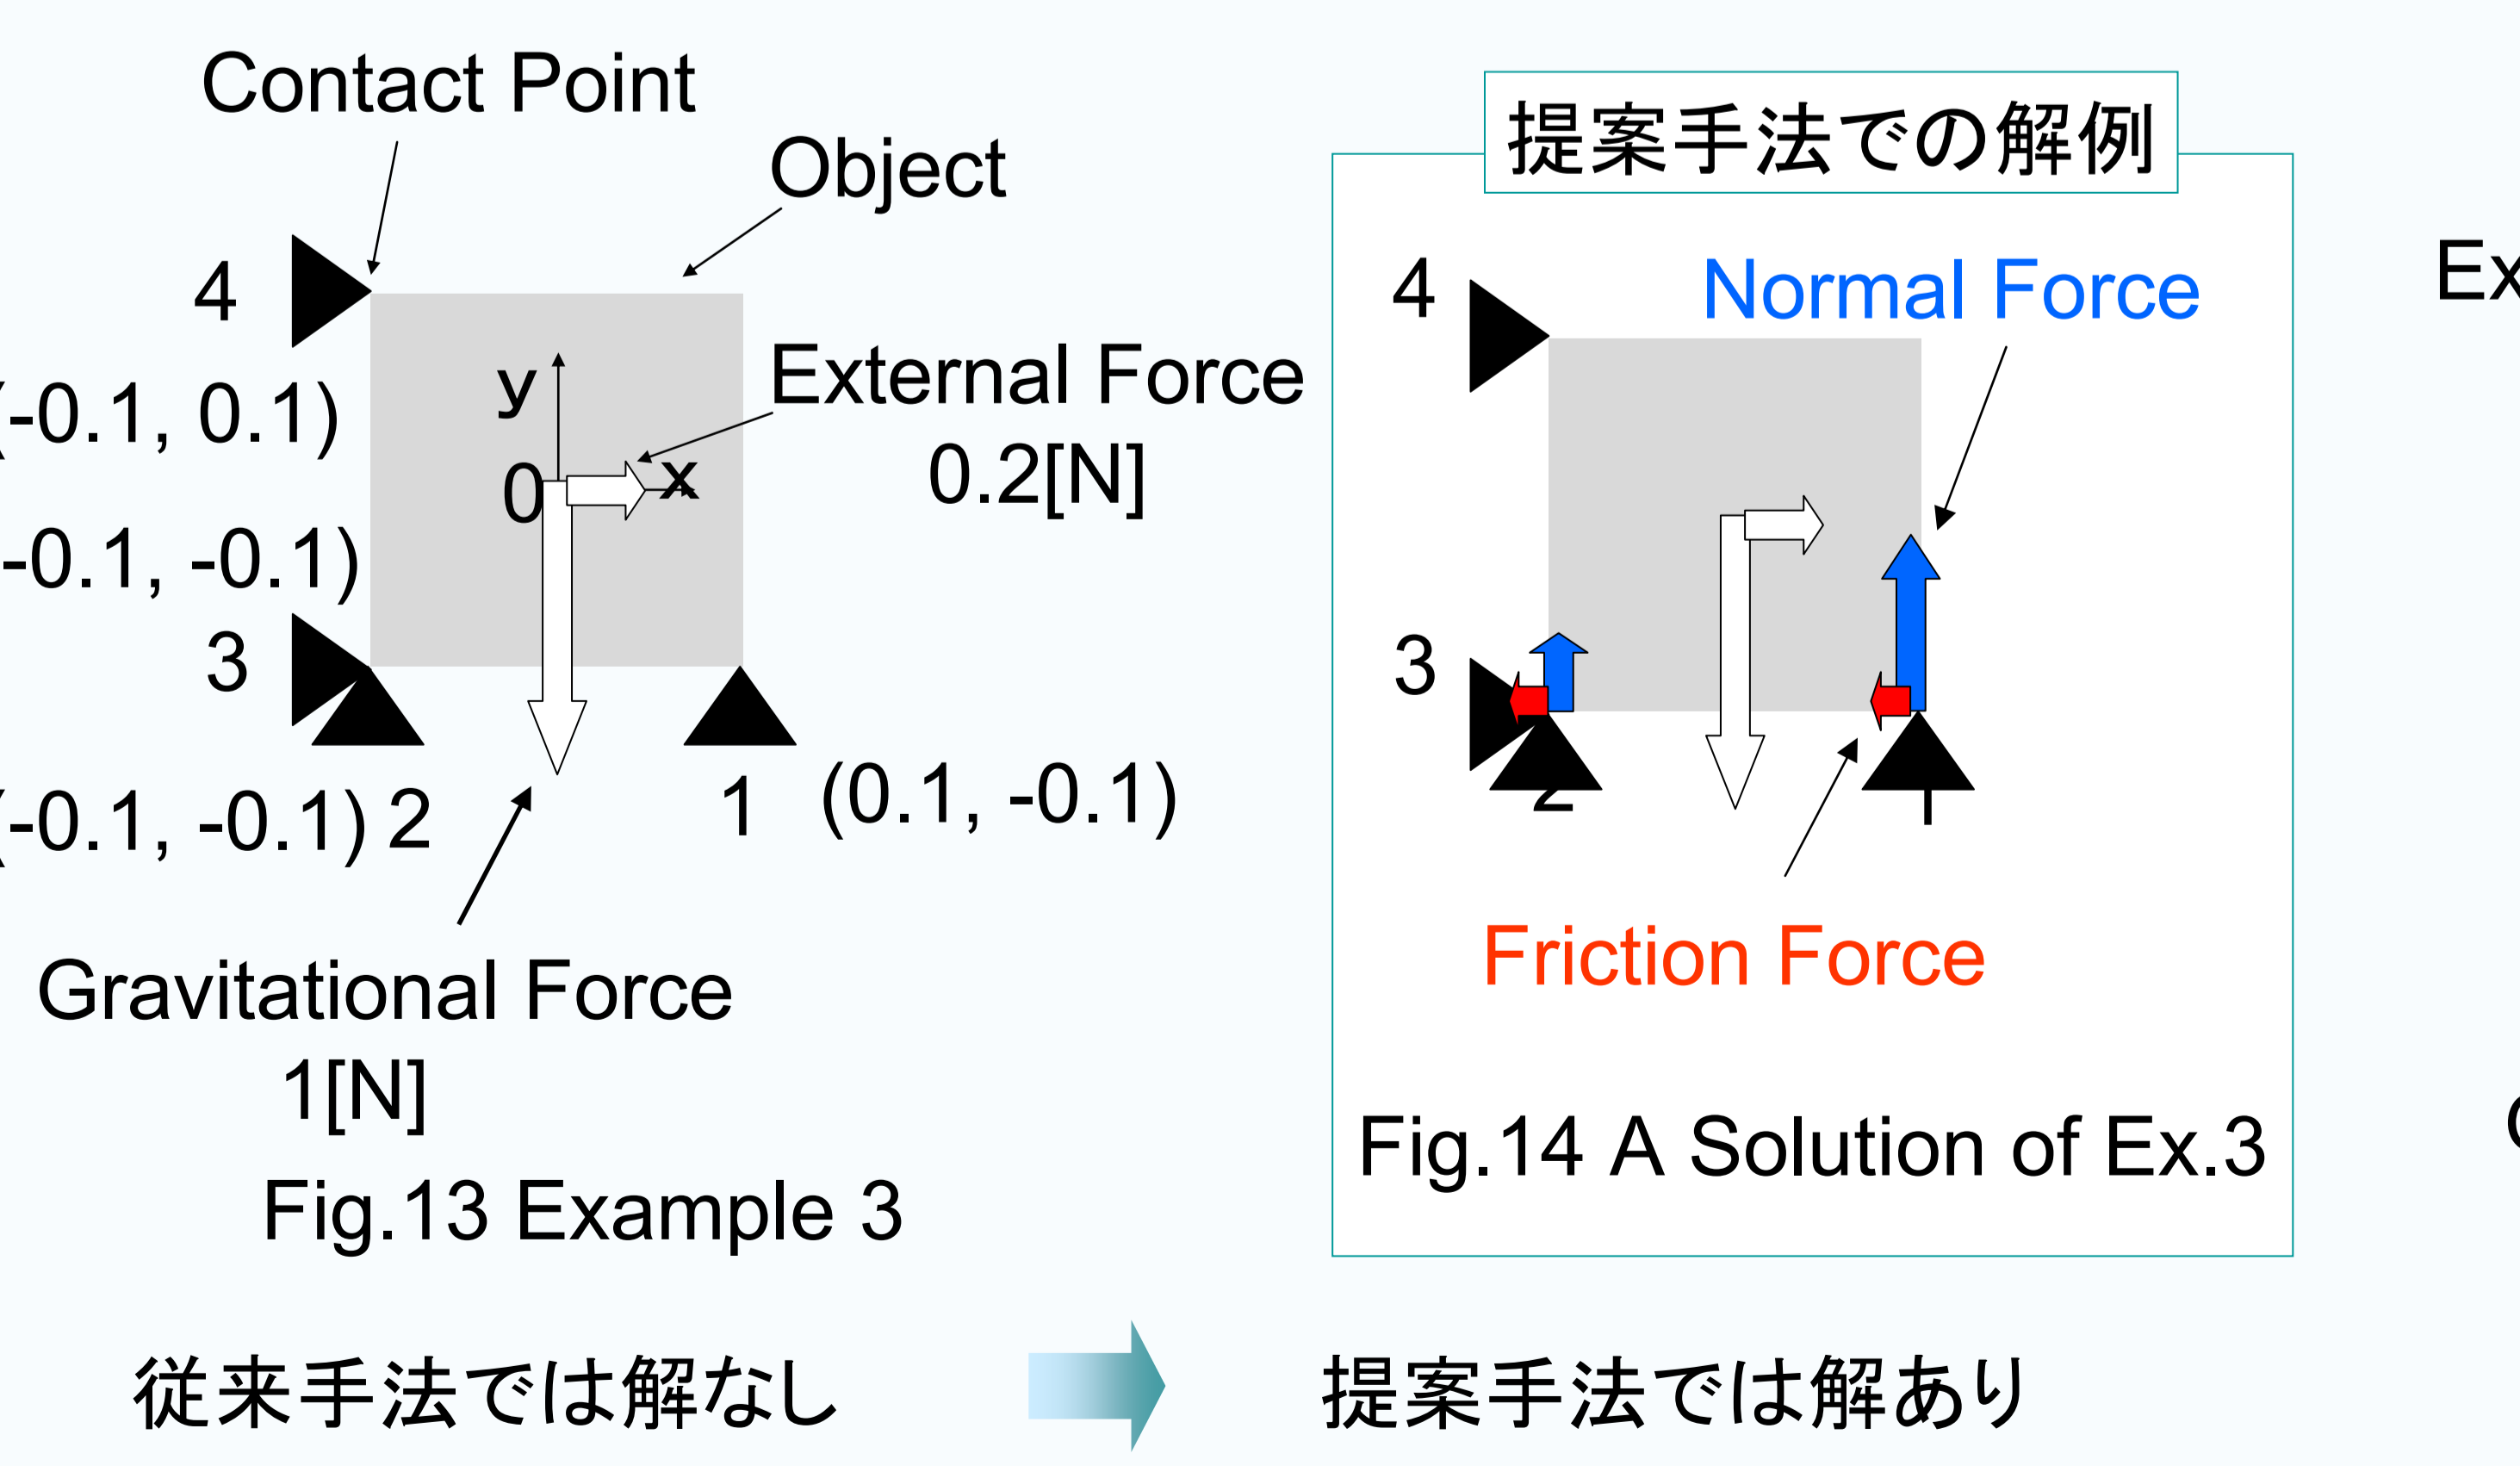 Contact Point
Object
4
(-0.1, 0.1)
y
0
x
External Force
0.2[N]
-0.1, -0.1)
3
(-0.1, -0.1) 2
1 (0.1, -0.1)
Gravitational Force
1[N]
Fig.13 Example 3
従来手法では解なし
提案手法での解例
4
Normal Force
3
2
1
Friction Force
Fig.14 A Solution of Ex.3
提案手法では解あり
Ex